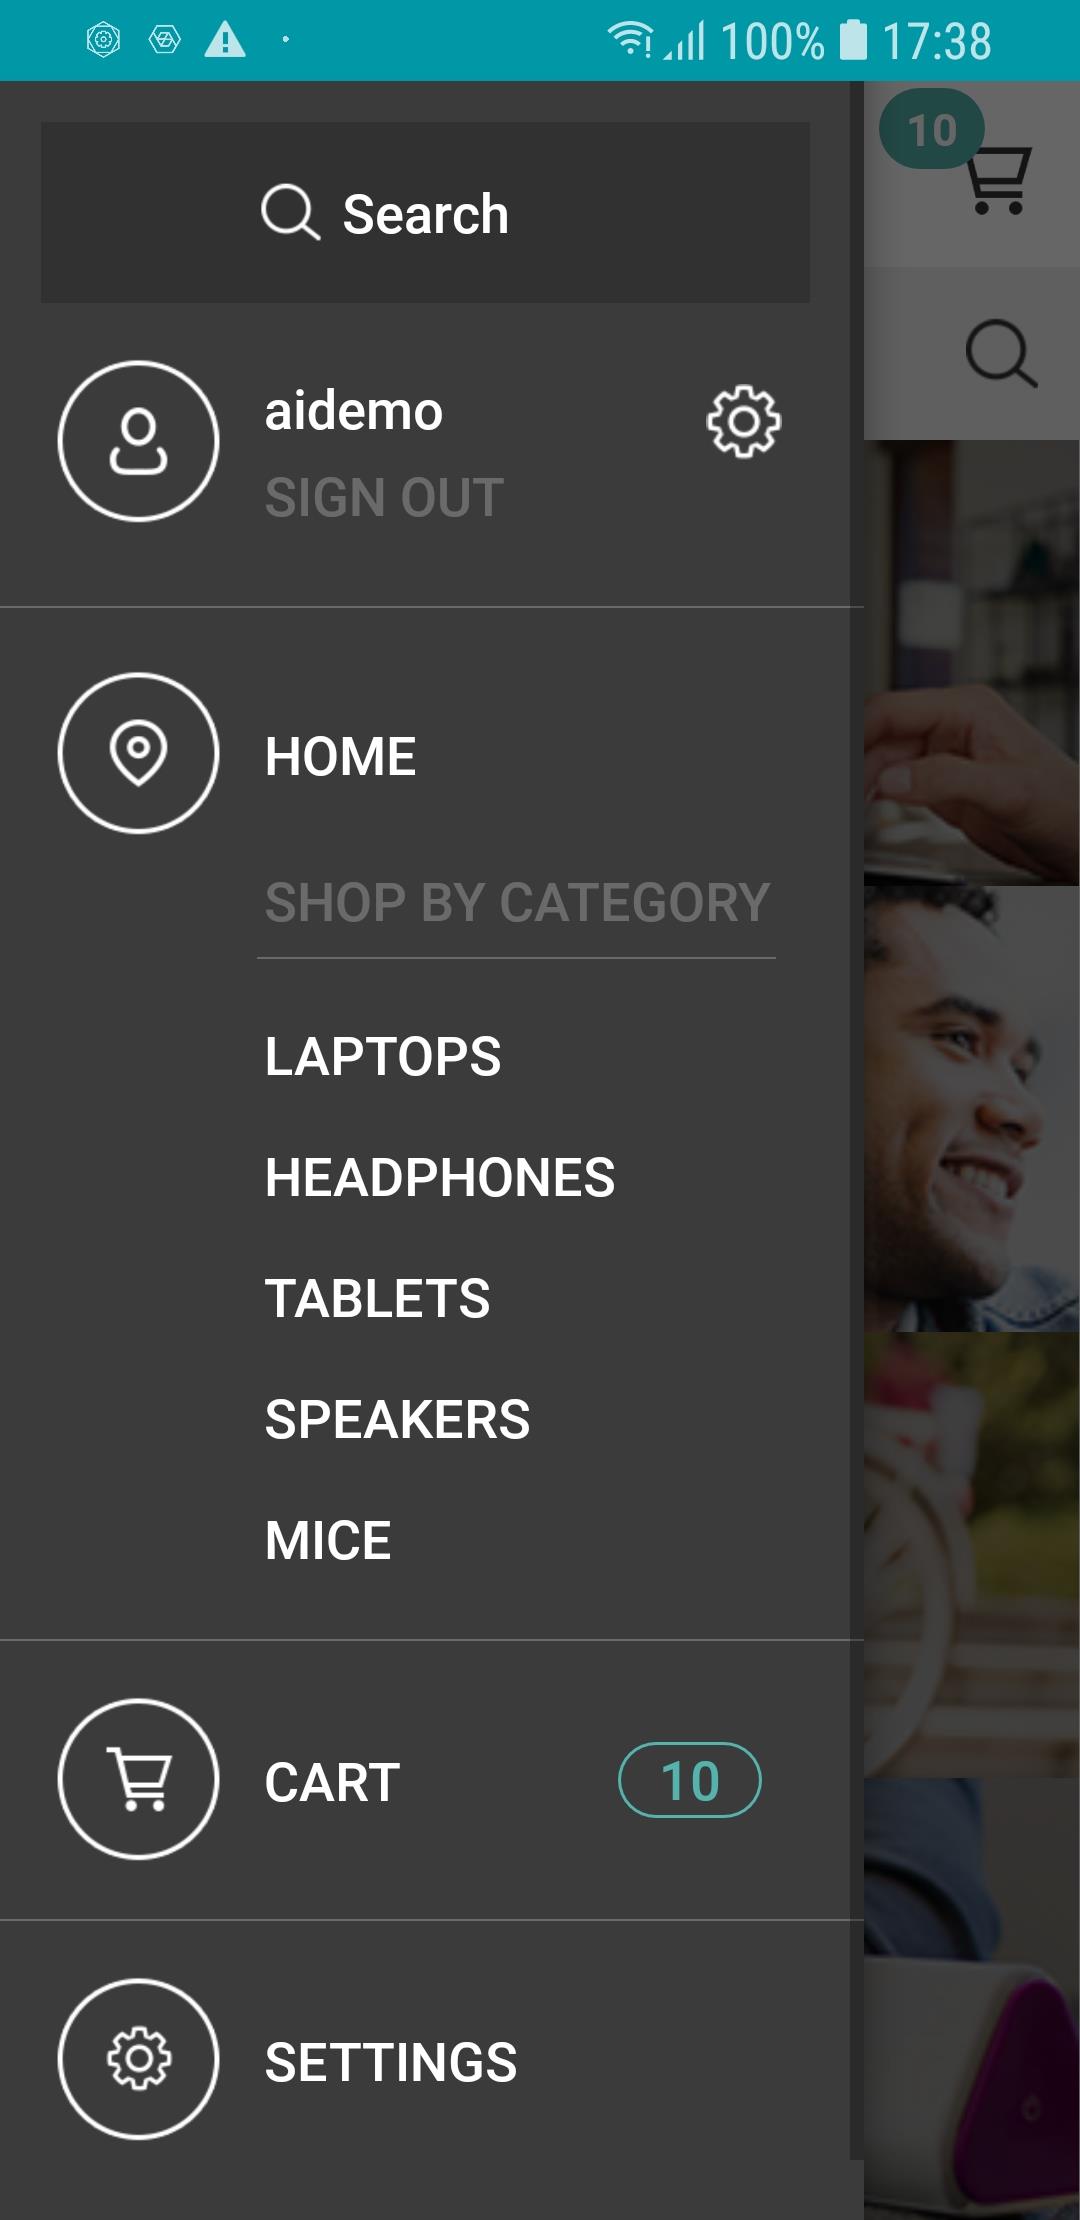 100% 17:38
10
Search
aidemo
SIGN OUT
HOME
SHOP BY CATEGORY
LAPTOPS
HEADPHONES
TABLETS
SPEAKERS
MICE
CART 10
SETTINGS